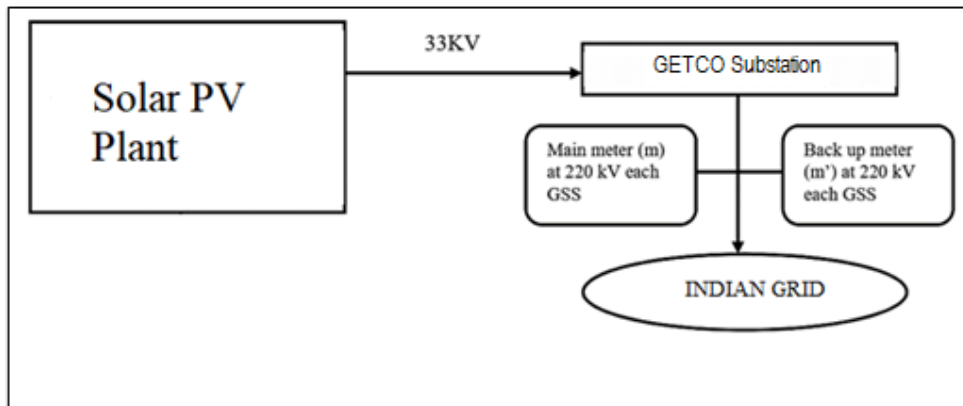 33KV
GETCO Substation
Solar PV
Plant
Main meter (m)
at 220 kV each
GSS
Back up meter
(m’) at 220 kV
each GSS
INDIAN GRID